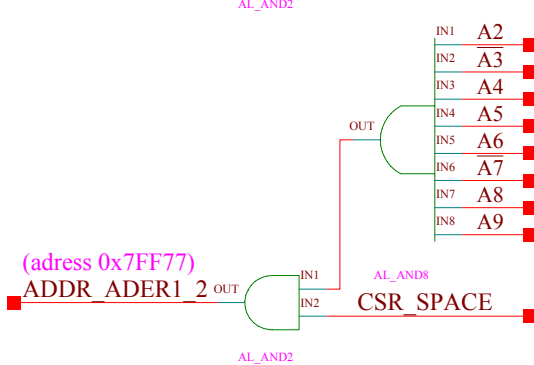 AL_AND2
IN1 A2
IN2 A3
IN3 A4
IN4 A5
OUT
IN5 A6
IN6 A7
IN7 A8
IN8 A9
(adress 0x7FF77)
ADDR_ADER1_2 OUT
IN1
AL_AND8
IN2 CSR_SPACE
AL_AND2